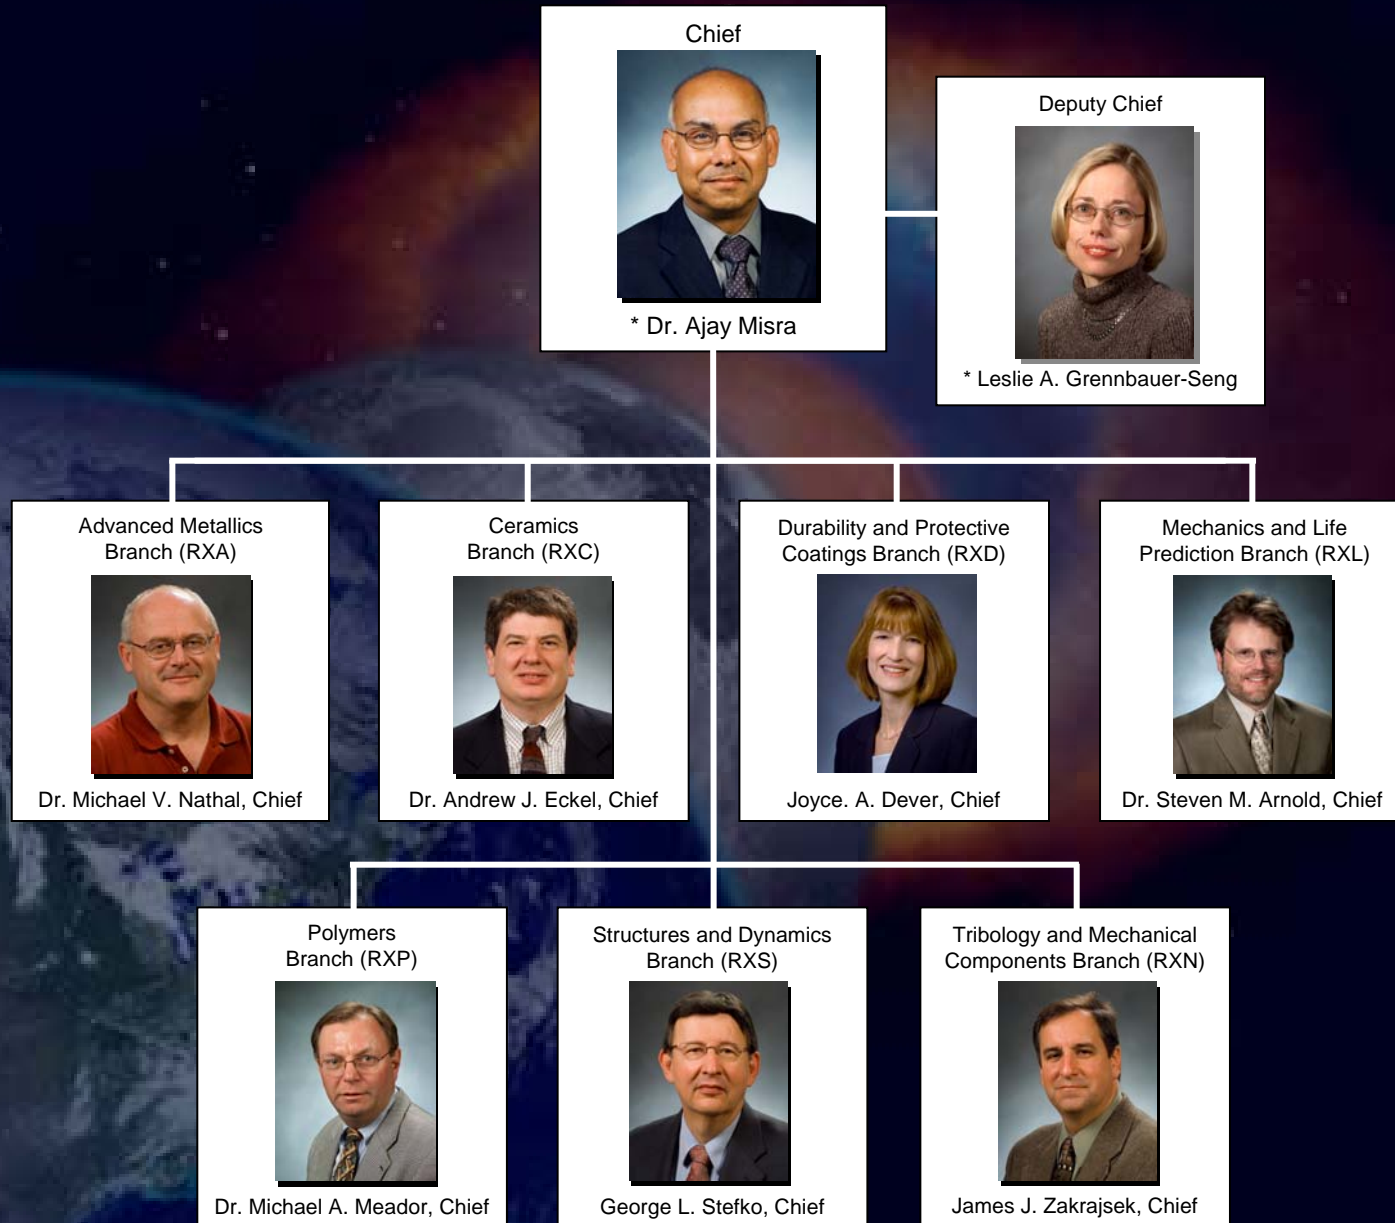 Chief
* Dr. Ajay Misra
Deputy Chief
* Leslie A. Grennbauer-Seng
Advanced Metallics
Branch (RXA)
Dr. Michael V. Nathal, Chief
Ceramics
Branch (RXC)
Dr. Andrew J. Eckel, Chief
Durability and Protective
Coatings Branch (RXD)
Joyce. A. Dever, Chief
Mechanics and Life
Prediction Branch (RXL)
Dr. Steven M. Arnold, Chief
Polymers
Branch (RXP)
Dr. Michael A. Meador, Chief
Structures and Dynamics
Branch (RXS)
George L. Stefko, Chief
Tribology and Mechanical
Components Branch (RXN)
James J. Zakrajsek, Chief